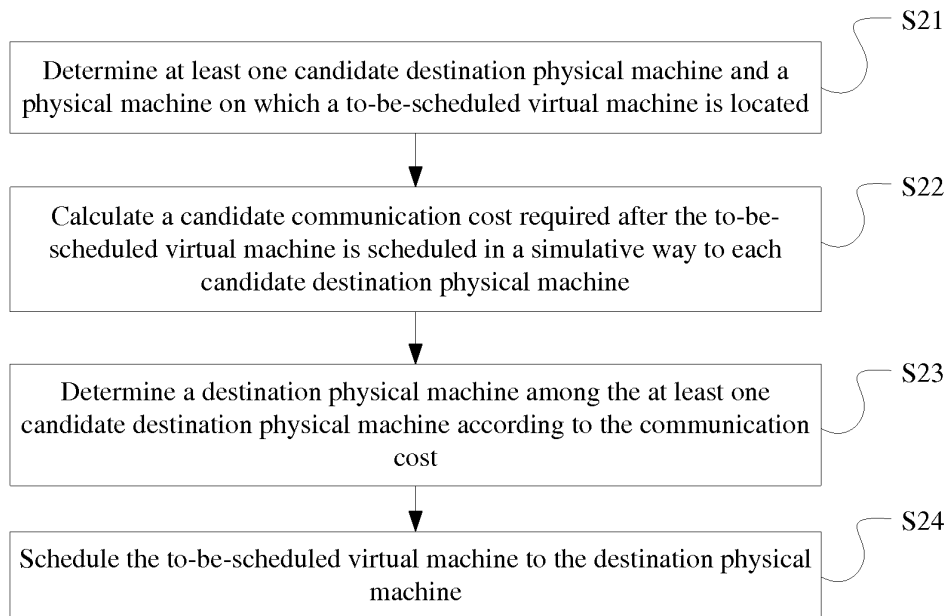 S21
Determine at least one candidate destination physical machine and a
physical machine on which a to-be-scheduled virtual machine is located
S22
Calculate a candidate communication cost required after the to-be-
scheduled virtual machine is scheduled in a simulative way to each
candidate destination physical machine
S23
Determine a destination physical machine among the at least one
candidate destination physical machine according to the communication
cost
S24
Schedule the to-be-scheduled virtual machine to the destination physical
machine